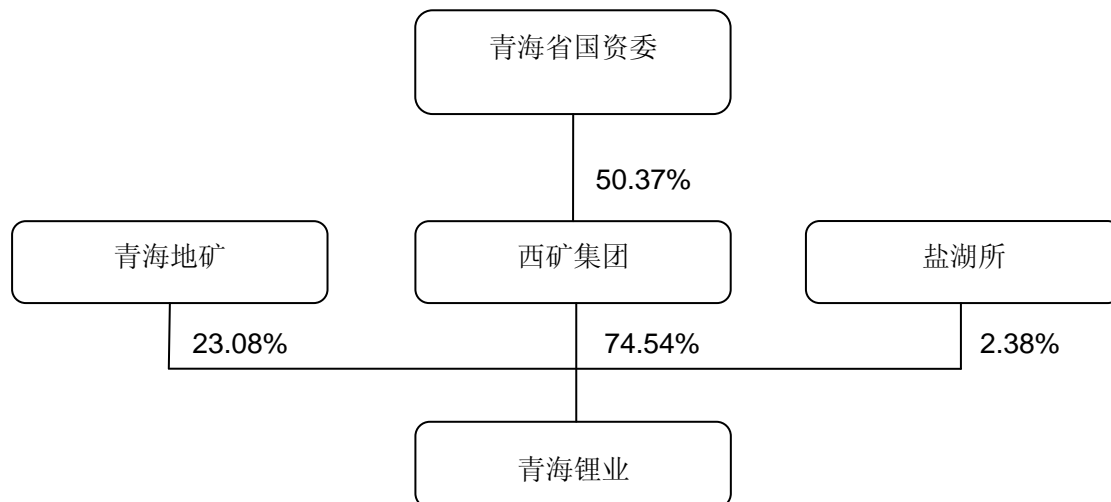 青海省国资委
50.37%
青海地矿
西矿集团
盐湖所
23.08%
74.54%
2.38%
青海锂业